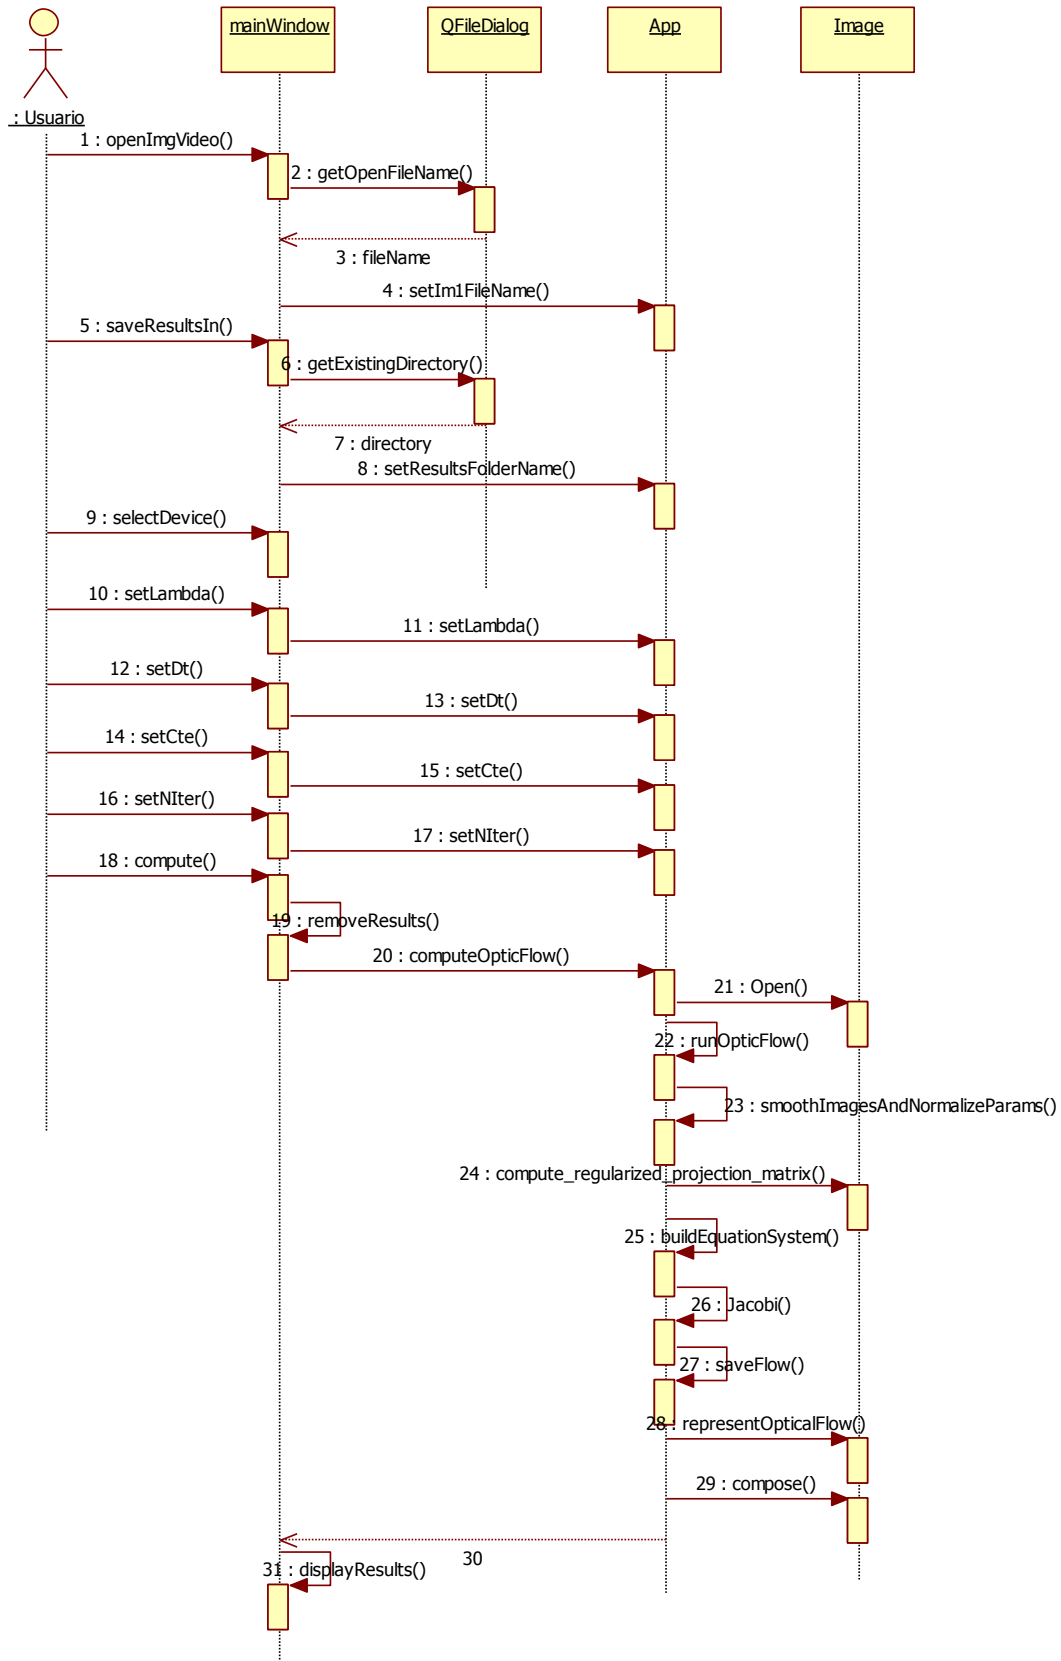 mainWindow
QFileDialog
App
Image
: Usuario
1 : openImgVideo()
2 : getOpenFileName()
3 : fileName
4 : setIm1FileName()
5 : saveResultsIn()
6 : getExistingDirectory()
7 : directory
8 : setResultsFolderName()
9 : selectDevice()
10 : setLambda()
11 : setLambda()
12 : setDt()
13 : setDt()
14 : setCte()
15 : setCte()
16 : setNIter()
17 : setNIter()
18 : compute()
19 : removeResults()
20 : computeOpticFlow()
21 : Open()
22 : runOpticFlow()
23 : smoothImagesAndNormalizeParams()
24 : compute_regularized_projection_matrix()
25 : buildEquationSystem()
26 : Jacobi()
27 : saveFlow()
28 : representOpticalFlow()
29 : compose()
30
31 : displayResults()